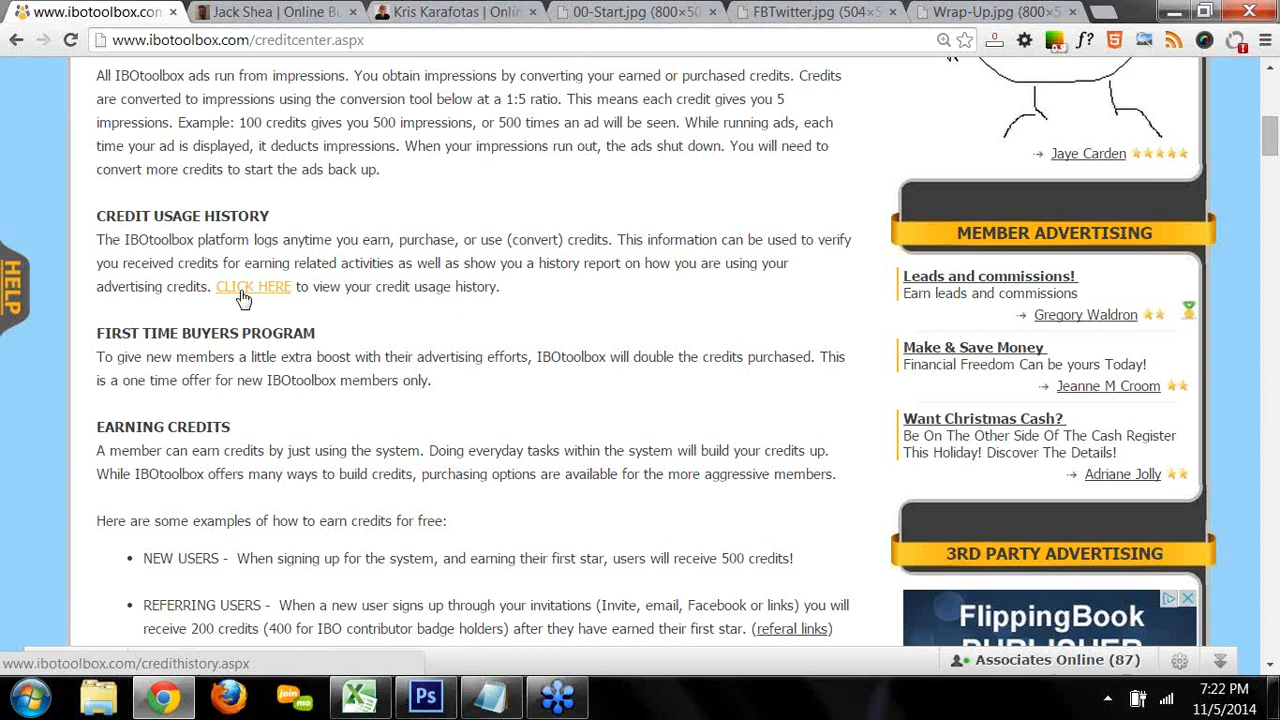 www.ibotoolbox.con
Jack Shea | Online Bu
Kris Karafotas | Online
00-Start.jpg (800×50
FBTwitter.jpg (504×5
Wrap-Up.jpg (800×5
www.ibotoolbox.com/creditcenter.aspx
All IBOtoolbox ads run from impressions. You obtain impressions by converting your earned or purchased credits. Credits
are converted to impressions using the conversion tool below at a 1:5 ratio. This means each credit gives you 5
impressions. Example: 100 credits gives you 500 impressions, or 500 times an ad will be seen. While running ads, each
time your ad is displayed, it deducts impressions. When your impressions run out, the ads shut down. You will need to
convert more credits to start the ads back up.
CREDIT USAGE HISTORY
The IBOtoolbox platform logs anytime you earn, purchase, or use (convert) credits. This information can be used to verify
you received credits for earning related activities as well as show you a history report on how you are using your
advertising credits. CLICK HERE to view your credit usage history.
FIRST TIME BUYERS PROGRAM
To give new members a little extra boost with their advertising efforts, IBOtoolbox will double the credits purchased. This
is a one time offer for new IBOtoolbox members only.
EARNING CREDITS
A member can earn credits by just using the system. Doing everyday tasks within the system will build your credits up.
While IBOtoolbox offers many ways to build credits, purchasing options are available for the more aggressive members.
Here are some examples of how to earn credits for free:
• NEW USERS - When signing up for the system, and earning their first star, users will receive 500 credits!
• REFERRING USERS - When a new user signs up through your invitations (Invite, email, Facebook or links) you will
receive 200 credits (400 for IBO contributor badge holders) after they have earned their first star. (referal links)
HELP
Jaye Carden
MEMBER ADVERTISING
Leads and commissions!
Earn leads and commissions
Gregory Waldron
Make & Save Money
Financial Freedom Can be yours Today!
Jeanne M Croom
Want Christmas Cash?
Be On The Other Side Of The Cash Register
This Holiday! Discover The Details!
Adriane Jolly
3RD PARTY ADVERTISING
FlippingBook
PUBLISHER
www.ibotoolbox.com/credithistory.aspx
Associates Online (87)
join
me
Ps
7:22 PM
11/5/2014